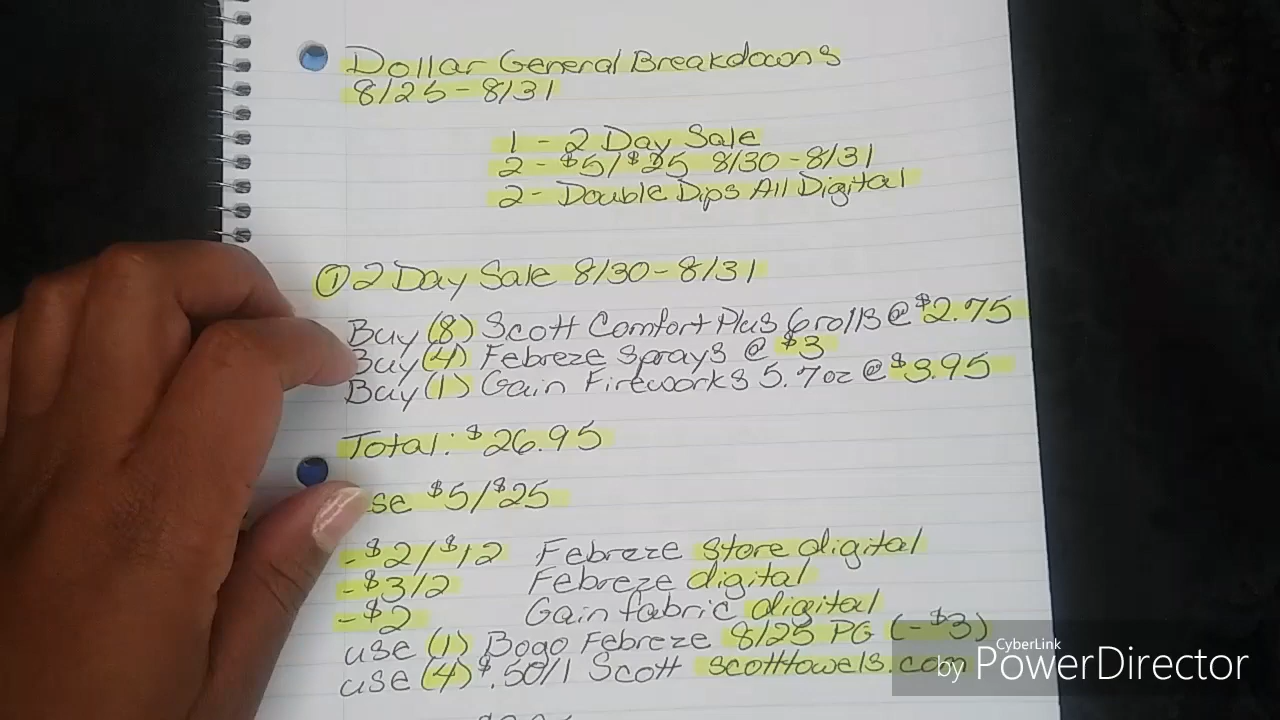 Dollar General Breakdowns
8/25 - 8/31
1 - 2 Day Sale
2 - $5/$25 8/30 - 8/31
2 - Double Dips All Digital
① 2 Day Sale 8/30 - 8/31
Buy (8) Scott Comfort Plus 6rolls @ $2.75
Buy (4) Febreze Sprays @ $3
Buy (1) Gain Fireworks 5.7oz @ $3.95
Total: $26.95
se $5/$25
-$2/$12 Febreze Store digital
-$3/2 Febreze digital
-$2 Gain fabric digital
use (1) Bogo Febreze 8/25 PG (-$3)
use (4) $.50/1 Scott scotttowels.com
CyberLink
by PowerDirector